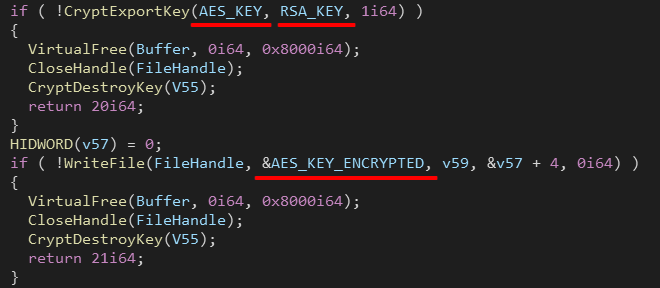 if ( !CryptExportKey(AES_KEY, RSA_KEY, 1i64) )
{
VirtualFree(Buffer, 0i64, 0x8000i64);
CloseHandle(FileHandle);
CryptDestroyKey(V55);
return 20i64;
}
HIDWORD(v57) = 0;
if ( !WriteFile(FileHandle, &AES_KEY_ENCRYPTED, v59, &v57 + 4, 0i64) )
{
VirtualFree(Buffer, 0i64, 0x8000i64);
CloseHandle(FileHandle);
CryptDestroyKey(V55);
return 21i64;
}